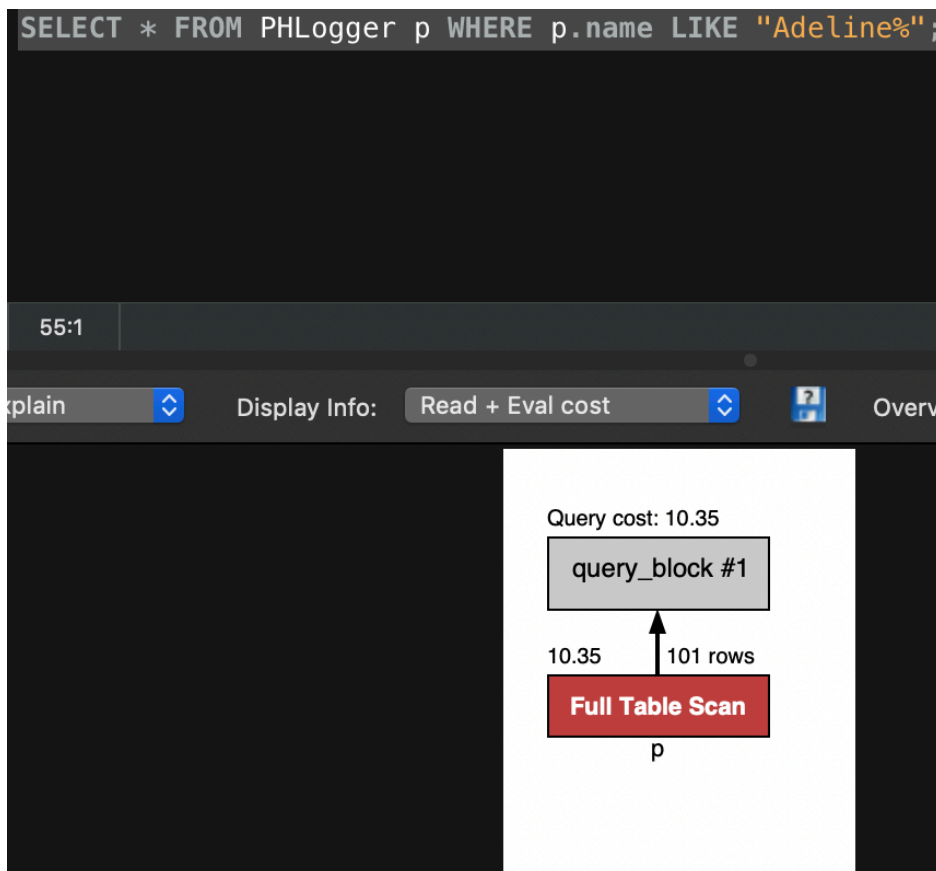 SELECT * FROM PHLogger p WHERE p.name LIKE "Adeline%";
55:1
xplain
Display Info:
Read + Eval cost
Overv
Query cost: 10.35
query_block #1
10.35
101 rows
Full Table Scan
p